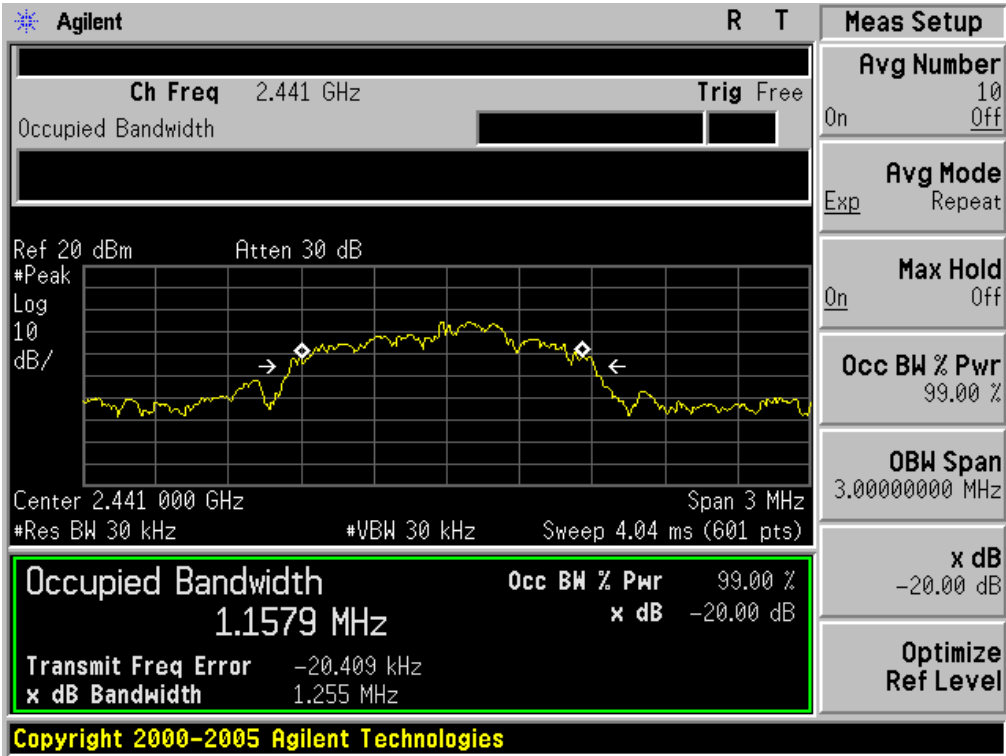 Agilent R T
Ch Freq 2.441 GHz Trig Free
Occupied Bandwidth
Ref 20 dBm Atten 30 dB
#Peak
Log
10
dB/
Center 2.441 000 GHz Span 3 MHz
#Res BW 30 kHz #VBW 30 kHz Sweep 4.04 ms (601 pts)
Occupied Bandwidth Occ BW % Pwr 99.00 %
1.1579 MHz x dB -20.00 dB
Transmit Freq Error -20.409 kHz
x dB Bandwidth 1.255 MHz
Copyright 2000-2005 Agilent Technologies
Meas Setup
Avg Number
10
On Off
Avg Mode
Exp Repeat
Max Hold
On Off
Occ BW % Pwr
99.00 %
OBW Span
3.00000000 MHz
x dB
-20.00 dB
Optimize
Ref Level